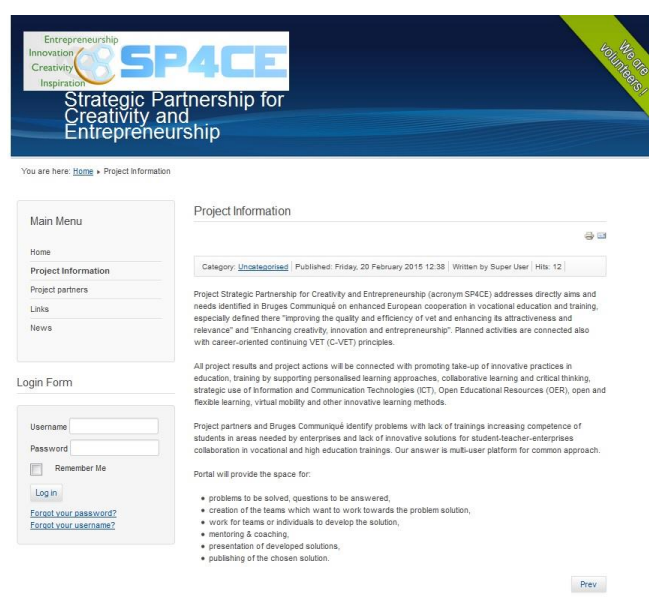 Entrepreneurship
Innovation
Creativity
Inspiration
SP4CE
Strategic Partnership for
Creativity and
Entrepreneurship
We are
volunteers!
You are here: Home Project Information
Main Menu
Home
Project Information
Project partners
Links
News
Login Form
Username
Password
Remember Me
Log in
Forgot your password?
Forgot your username?
Project Information
Category: Uncategorised | Published: Friday, 20 February 2015 12:38 | Written by Super User | Hits: 12 |
Project Strategic Partnership for Creativity and Entrepreneurship (acronym SP4CE) addresses directly aims and
needs identified in Bruges Communiqué on enhanced European cooperation in vocational education and training,
especially defined there "improving the quality and efficiency of vet and enhancing its attractiveness and
relevance" and "Enhancing creativity, innovation and entrepreneurship". Planned activities are connected also
with career-oriented continuing VET (C-VET) principles.
All project results and project actions will be connected with promoting take-up of innovative practices in
education, training by supporting personalised learning approaches, collaborative learning and critical thinking,
strategic use of Information and Communication Technologies (ICT), Open Educational Resources (OER), open and
flexible learning, virtual mobility and other innovative learning methods.
Project partners and Bruges Communiqué identify problems with lack of trainings increasing competence of
students in areas needed by enterprises and lack of innovative solutions for student-teacher-enterprises
collaboration in vocational and high education trainings. Our answer is multi-user platform for common approach.
Portal will provide the space for:
• problems to be solved, questions to be answered,
• creation of the teams which want to work towards the problem solution,
• work for teams or individuals to develop the solution,
• mentoring & coaching,
• presentation of developed solutions,
• publishing of the chosen solution.
Prev